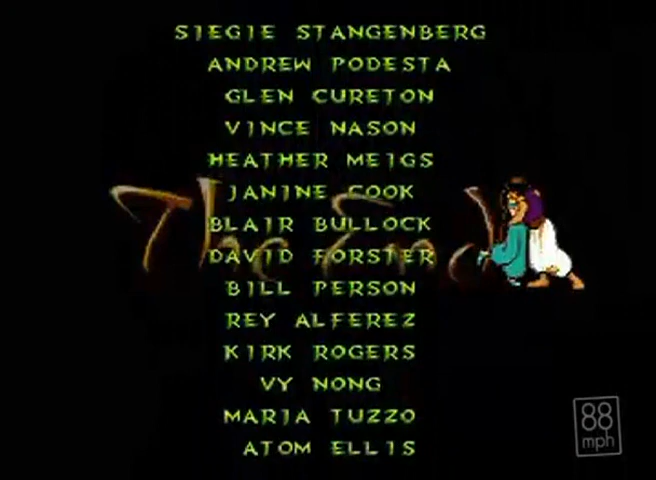 SIEGIE STANGENBERG
ANDREW PODESTA
GLEN CURETON
VINCE NASON
HEATHER MEIGS
JANINE COOK
BLAIR BULLOCK
The End
DAVID FORSTER
BILL PERSON
REY ALFEREZ
KIRK ROGERS
VY NONG
MARIA TUZZO
ATOM ELLIS
88
mph